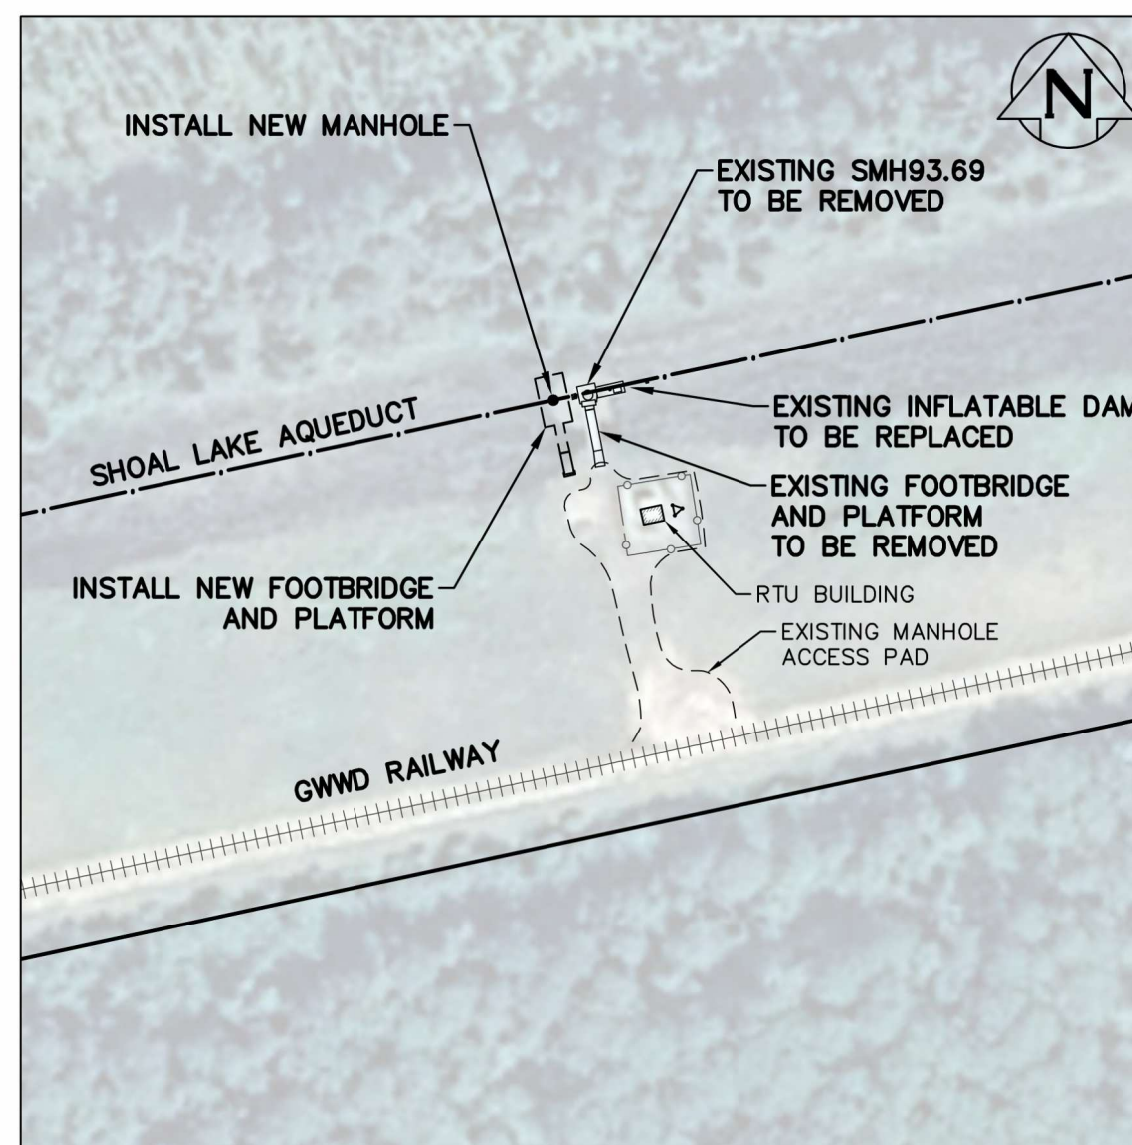 N
INSTALL NEW MANHOLE
EXISTING SMH93.69
TO BE REMOVED
SHOAL LAKE AQUEDUCT
EXISTING INFLATABLE DAM
TO BE REPLACED
EXISTING FOOTBRIDGE
AND PLATFORM
TO BE REMOVED
INSTALL NEW FOOTBRIDGE
AND PLATFORM
RTU BUILDING
EXISTING MANHOLE
ACCESS PAD
GWWD RAILWAY